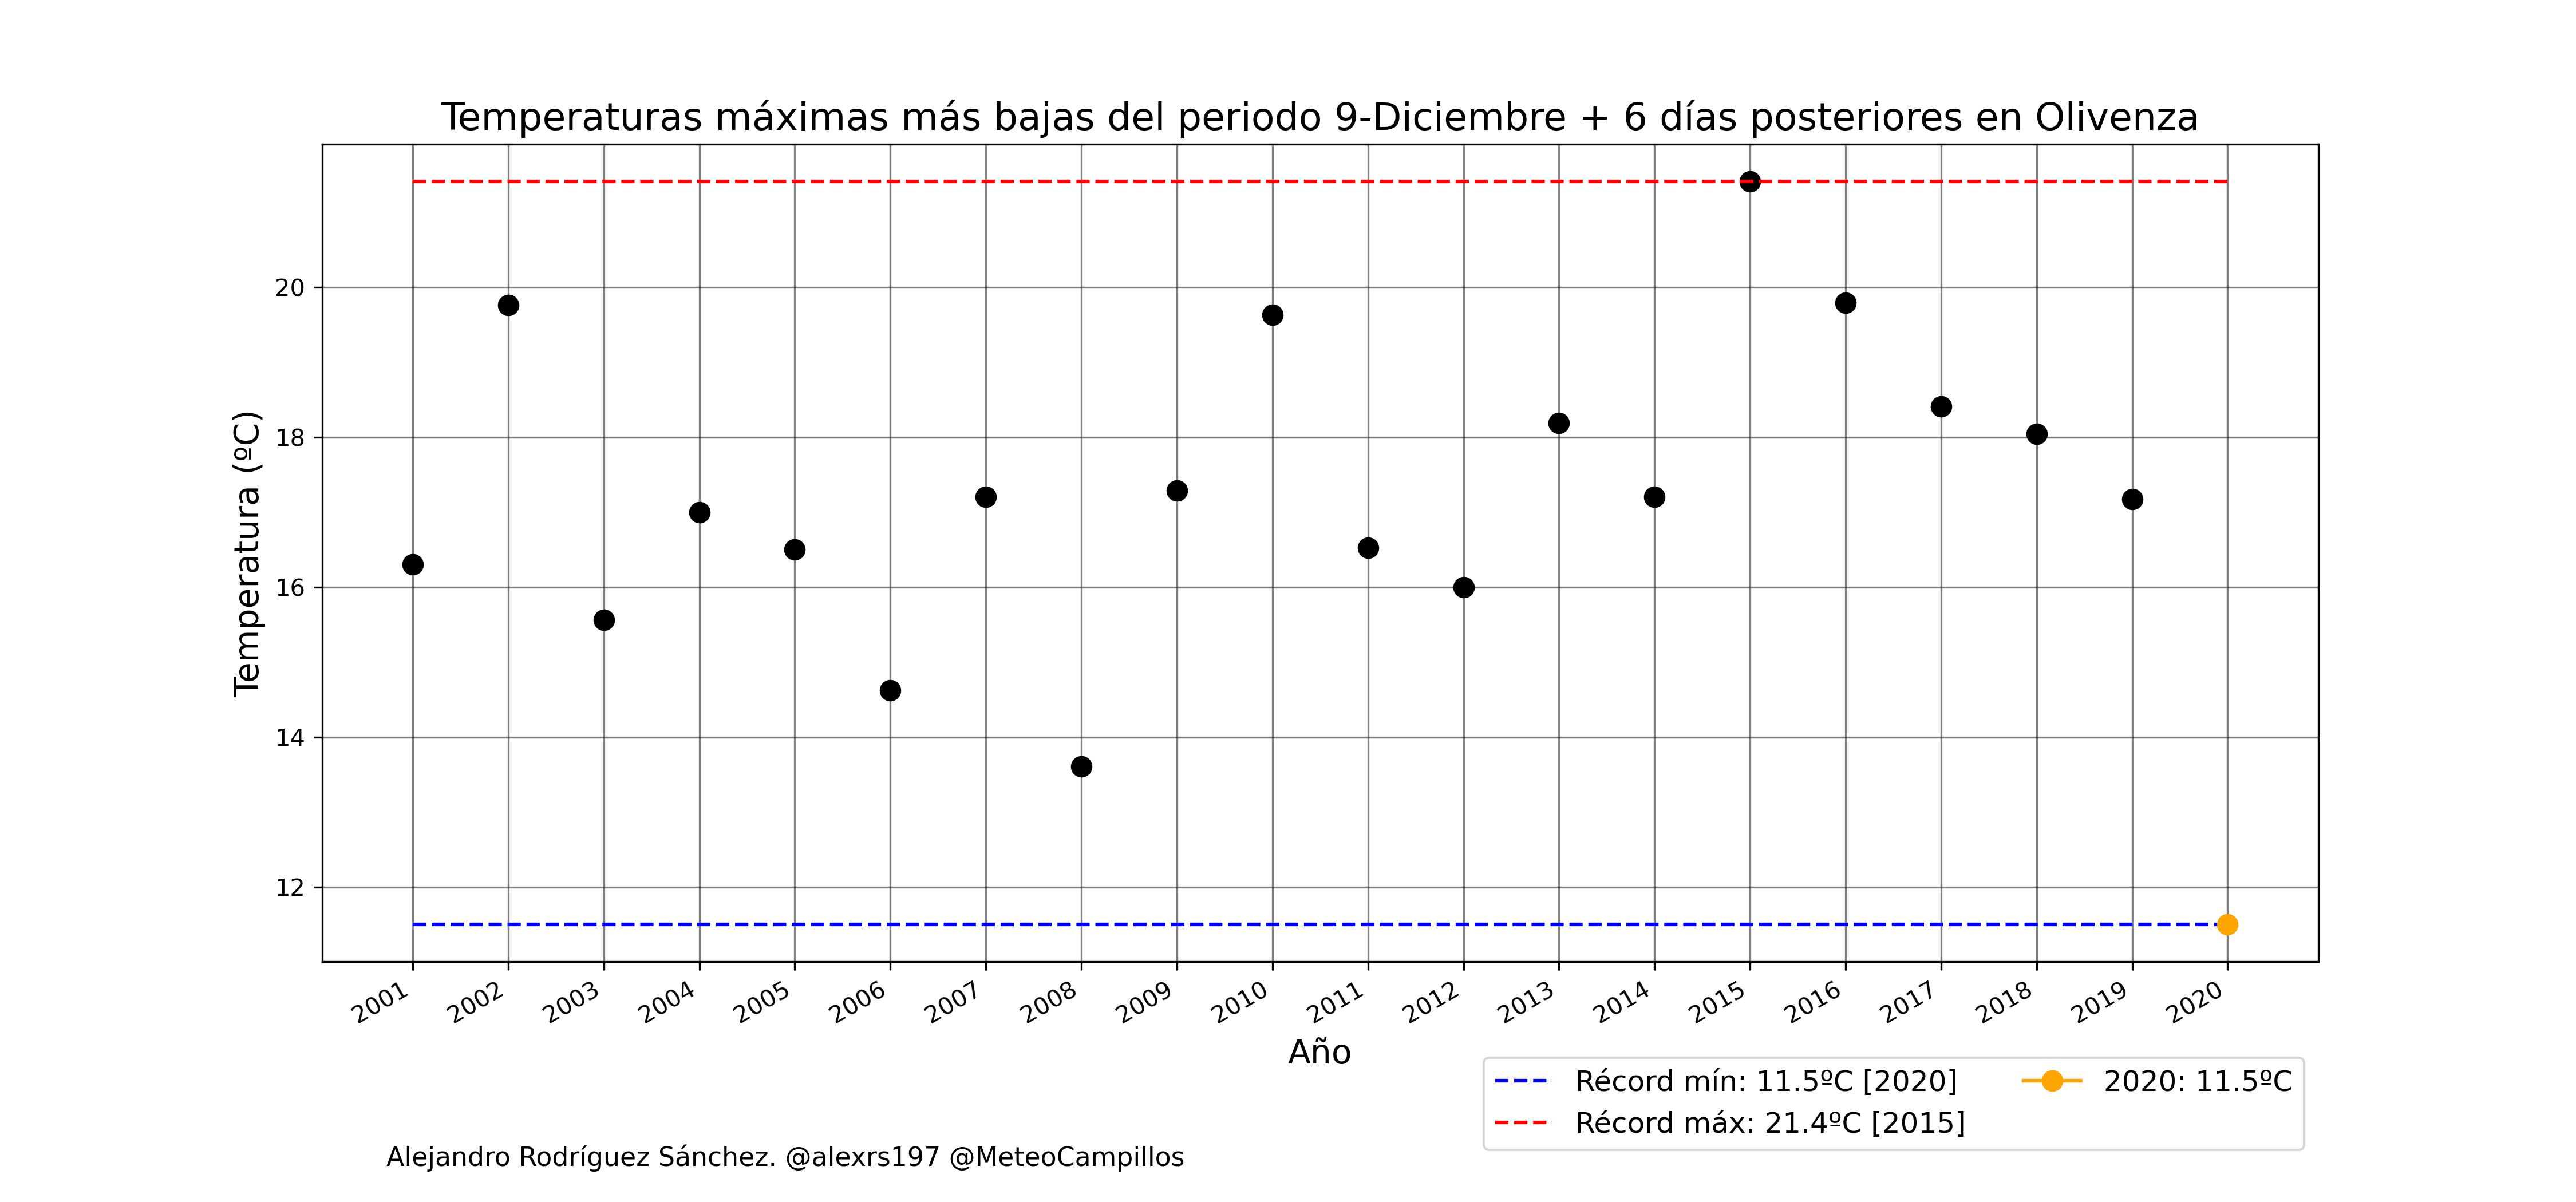 Temperaturas máximas más bajas del periodo 9-Diciembre + 6 días posteriores en Olivenza
Temperatura (ºC)
20
18
16
14
12
2001 2002 2003 2004 2005 2006 2007 2008 2009 2010 2011 2012 2013 2014 2015 2016 2017 2018 2019 2020
Año
Récord mín: 11.5ºC [2020]
Récord máx: 21.4ºC [2015]
2020: 11.5ºC
Alejandro Rodríguez Sánchez. @alexrs197 @MeteoCampillos